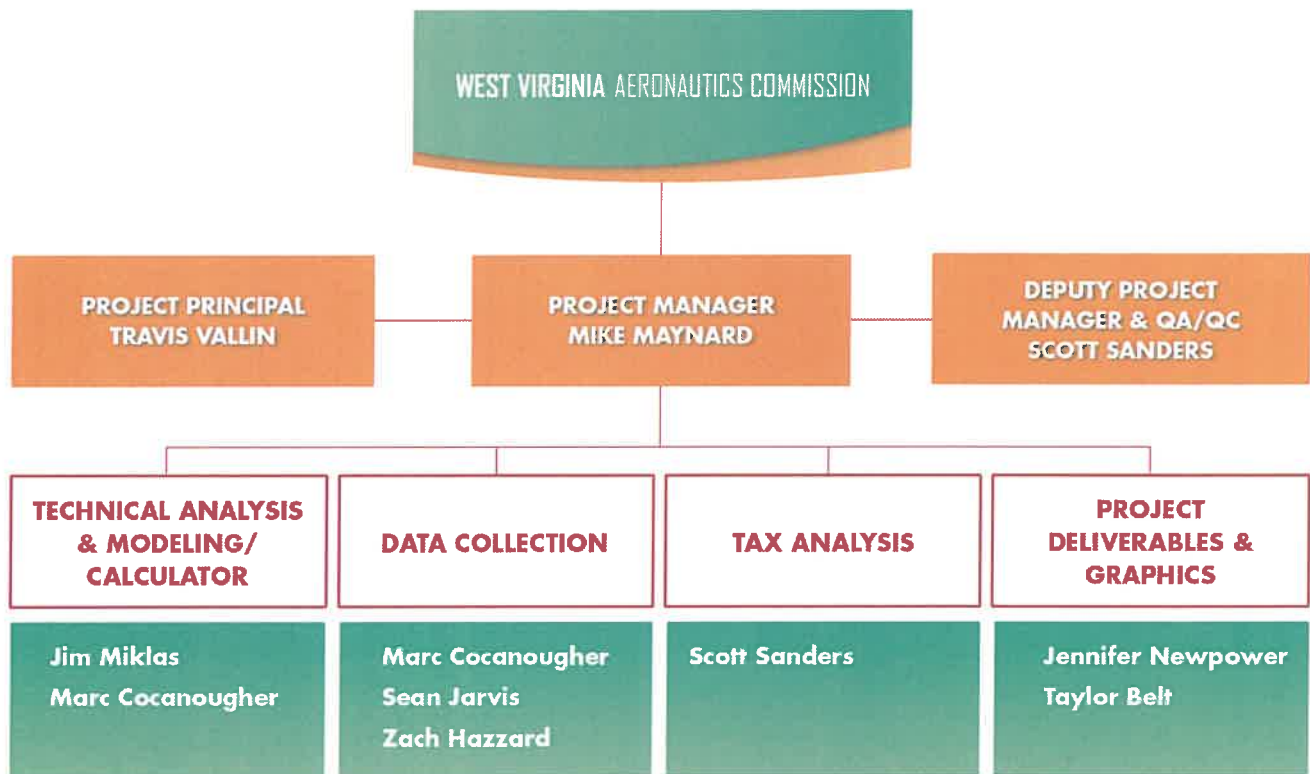 WEST VIRGINIA AERONAUTICS COMMISSION
PROJECT PRINCIPAL
TRAVIS VALLIN
PROJECT MANAGER
MIKE MAYNARD
DEPUTY PROJECT
MANAGER & QA/QC
SCOTT SANDERS
TECHNICAL ANALYSIS
& MODELING/
CALCULATOR
DATA COLLECTION
TAX ANALYSIS
PROJECT
DELIVERABLES &
GRAPHICS
Jim Miklas
Marc Cocanougher
Marc Cocanougher
Sean Jarvis
Zach Hazzard
Scott Sanders
Jennifer Newpower
Taylor Belt